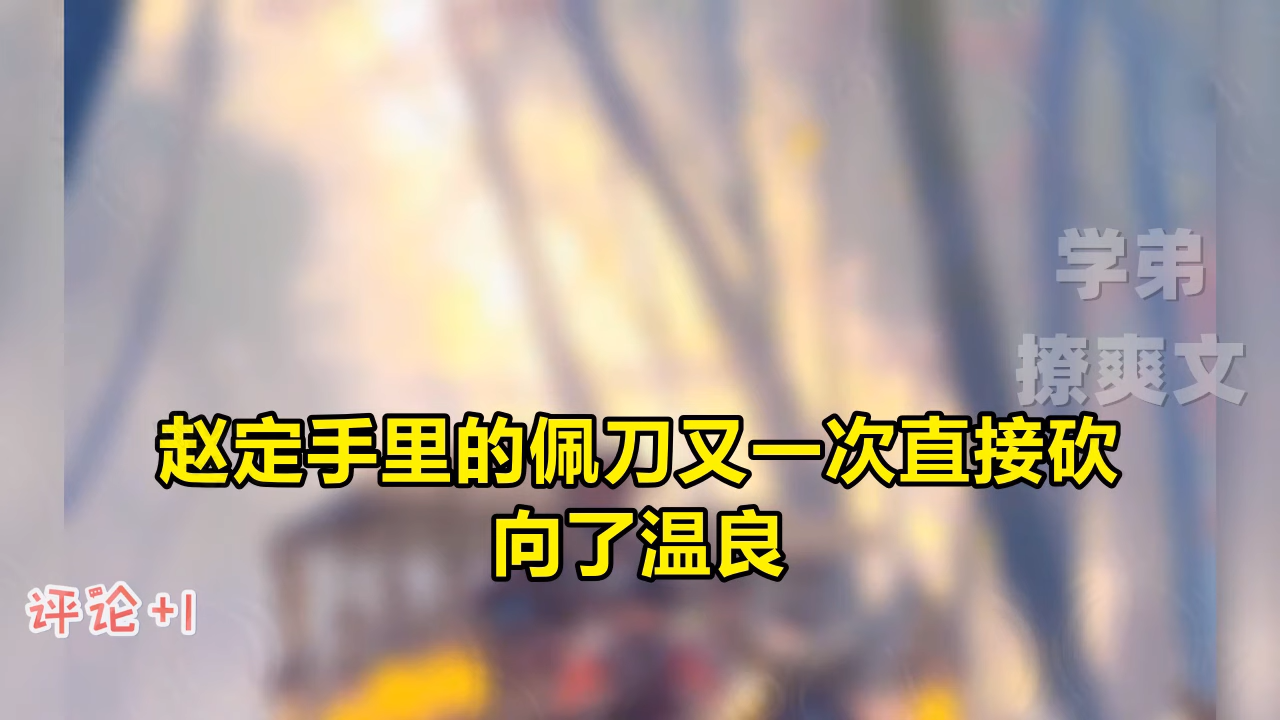 学弟
撩爽文
赵定手里的佩刀又一次直接砍
向了温良
评论+1